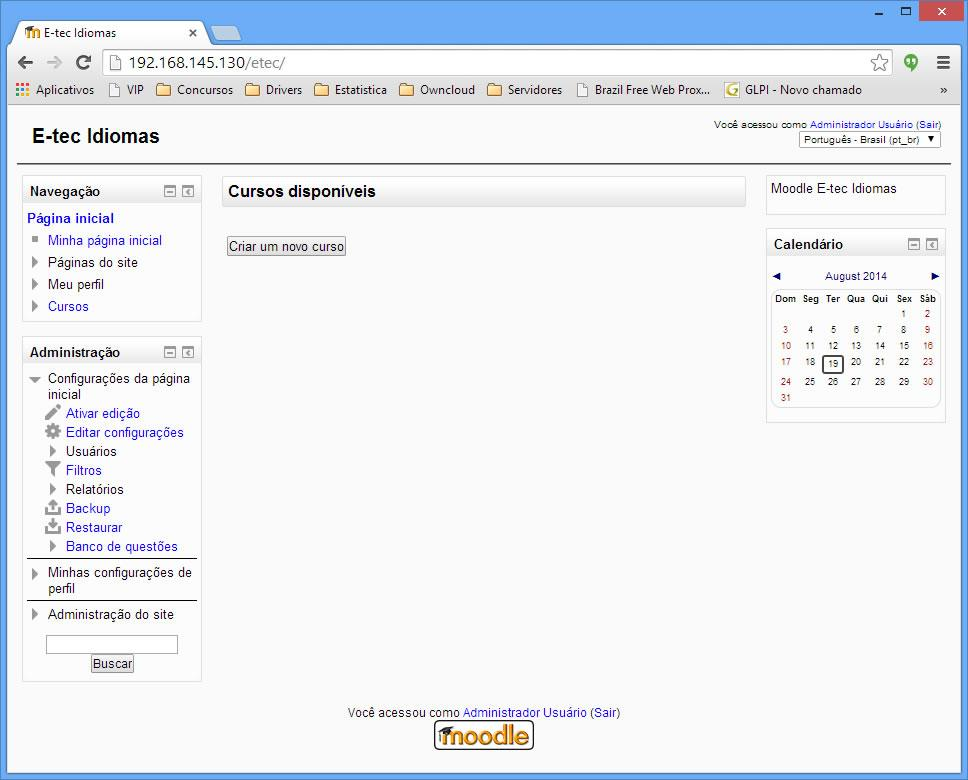 E-tec Idiomas
192.168.145.130/etec/
Aplicativos VIP Concursos Drivers Estatistica Owncloud Servidores Brazil Free Web Prox... GLPI - Novo chamado »
E-tec Idiomas
Você acessou como Administrador Usuário (Sair)
Português - Brasil (pt_br)
Navegação
Página inicial
Minha página inicial
Páginas do site
Meu perfil
Cursos
Administração
Configurações da página
inicial
Ativar edição
Editar configurações
Usuários
Filtros
Relatórios
Backup
Restaurar
Banco de questões
Minhas configurações de
perfil
Administração do site
Buscar
Cursos disponíveis
Criar um novo curso
Moodle E-tec Idiomas
Calendário
August 2014
Dom Seg Ter Qua Qui Sex Sáb
1 2
3 4 5 6 7 8 9
10 11 12 13 14 15 16
17 18 19 20 21 22 23
24 25 26 27 28 29 30
31
Você acessou como Administrador Usuário (Sair)
moodle